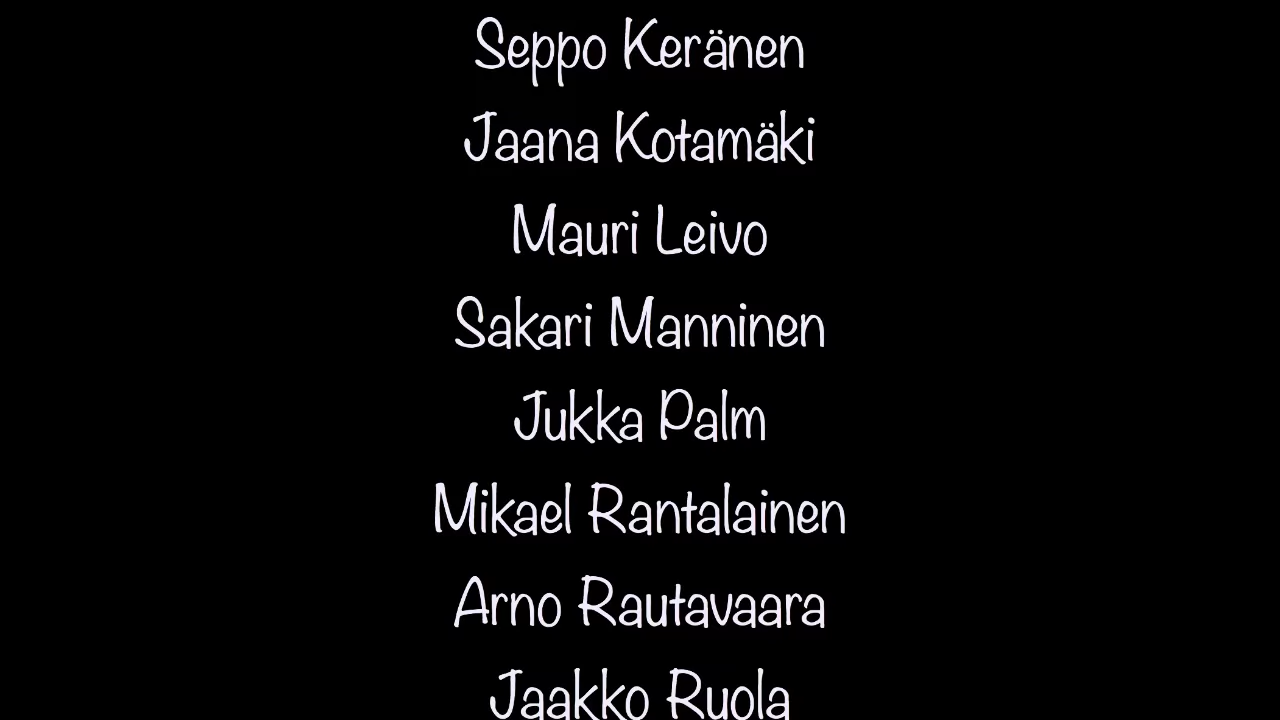 Seppo Keränen
Jaana Kotamäki
Mauri Leivo
Sakari Manninen
Jukka Palm
Mikael Rantalainen
Arno Rautavaara
Jaakko Ruola